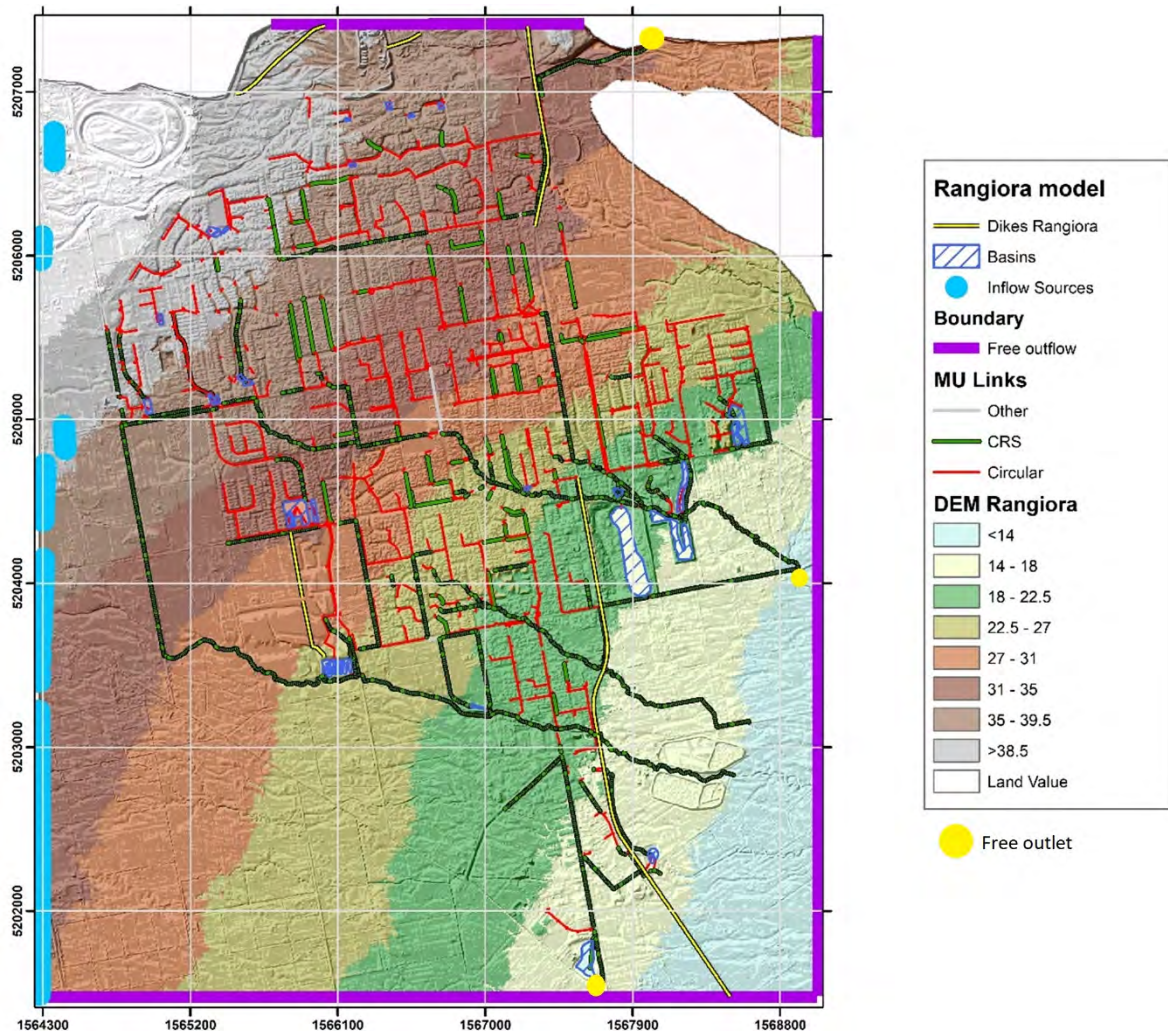 5207000
5206000
5205000
5204000
5203000
5202000
1564300
1565200
1566100
1567000
1567900
1568800
Rangiora model
Dikes Rangiora
Basins
Inflow Sources
Boundary
Free outflow
MU Links
Other
CRS
Circular
DEM Rangiora
<14
14 - 18
18 - 22.5
22.5 - 27
27 - 31
31 - 35
35 - 39.5
>38.5
Land Value
Free outlet